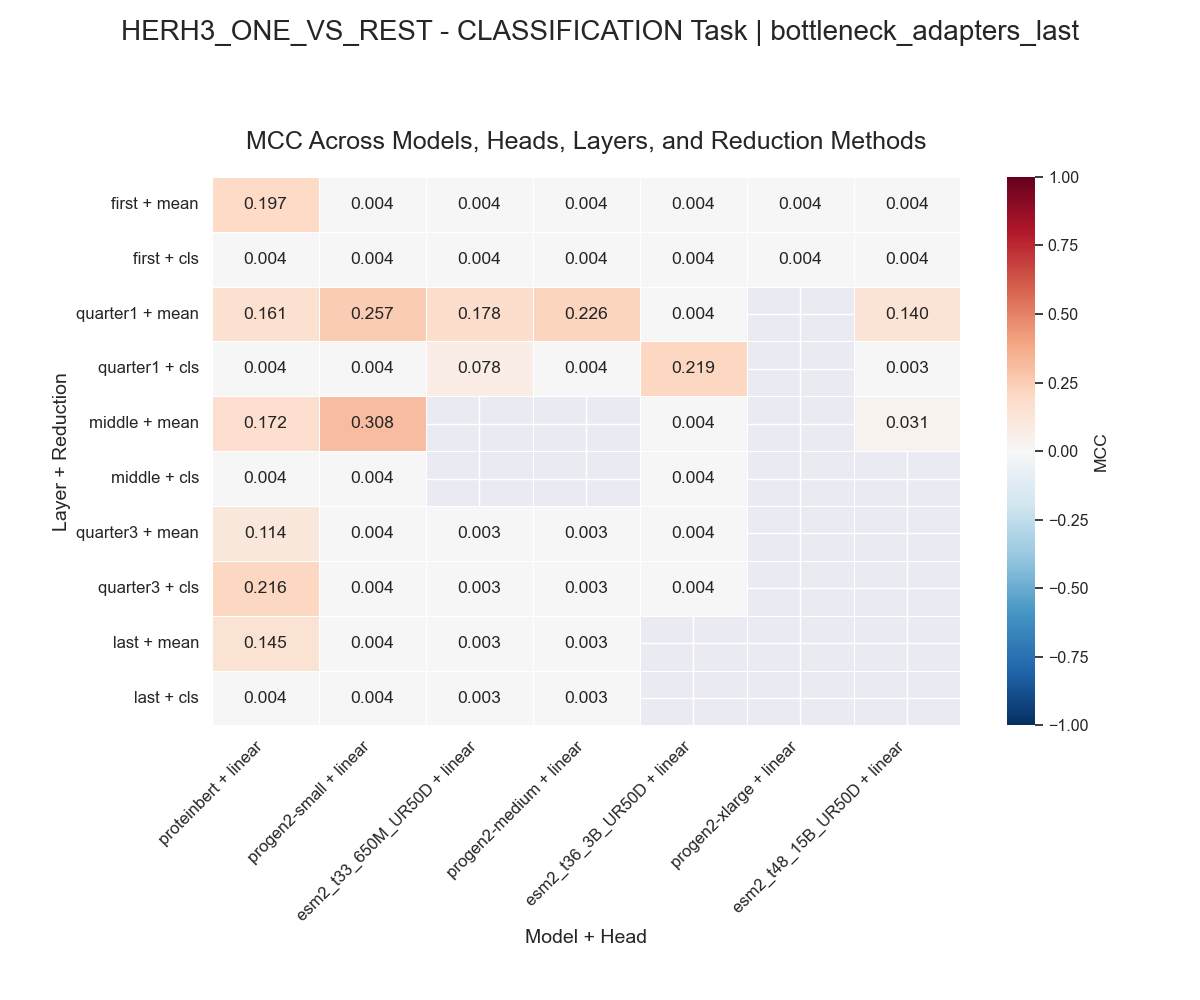 HERH3_ONE_VS_REST - CLASSIFICATION Task | bottleneck_adapters_last
MCC Across Models, Heads, Layers, and Reduction Methods
Layer + Reduction
first + mean 0.197 0.004 0.004 0.004 0.004 0.004 0.004
first + cls 0.004 0.004 0.004 0.004 0.004 0.004 0.004
quarter1 + mean 0.161 0.257 0.178 0.226 0.004 0.140
quarter1 + cls 0.004 0.004 0.078 0.004 0.219 0.003
middle + mean 0.172 0.308 0.004 0.031
middle + cls 0.004 0.004 0.004
quarter3 + mean 0.114 0.004 0.003 0.003 0.004
quarter3 + cls 0.216 0.004 0.003 0.003 0.004
last + mean 0.145 0.004 0.003 0.003
last + cls 0.004 0.004 0.003 0.003
proteinbert + linear
progen2-small + linear
esm2_t33_650M_UR50D + linear
progen2-medium + linear
esm2_t36_3B_UR50D + linear
progen2-xlarge + linear
esm2_t48_15B_UR50D + linear
Model + Head
1.00
0.75
0.50
0.25
0.00
−0.25
−0.50
−0.75
−1.00
MCC